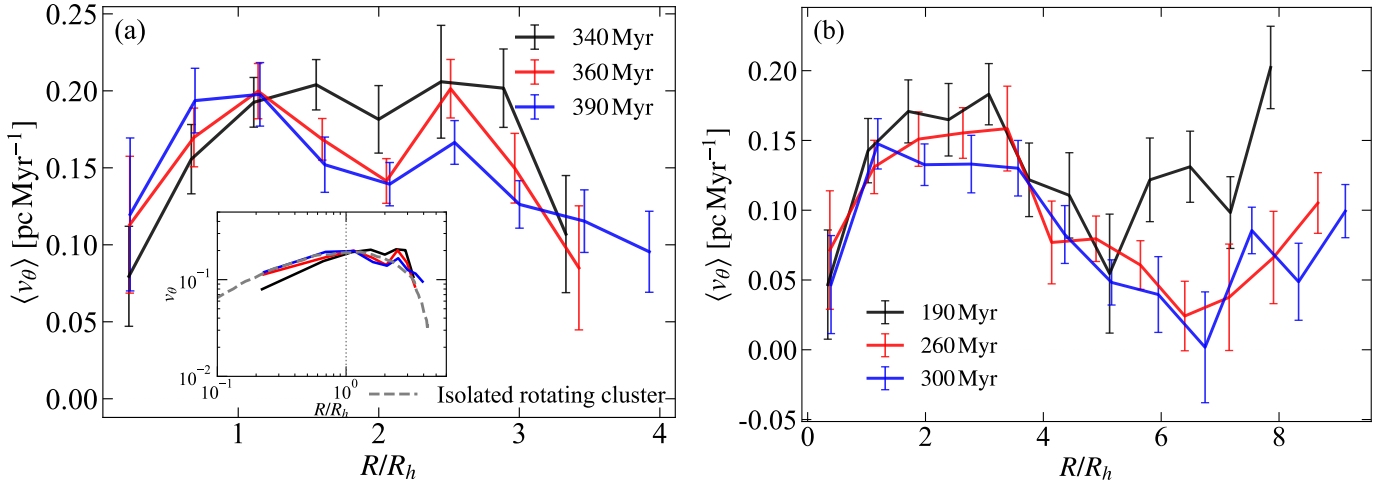 (a)
340 Myr
360 Myr
390 Myr
0.25
0.20
0.15
0.10
0.05
0.00
⟨v_θ⟩ [pc Myr⁻¹]
1
2
3
4
R/R_h
v_θ
10⁻¹
10⁻²
10⁻¹
10⁰
R/R_h
Isolated rotating cluster
(b)
190 Myr
260 Myr
300 Myr
0.20
0.15
0.10
0.05
0.00
-0.05
⟨v_θ⟩ [pc Myr⁻¹]
0
2
4
6
8
R/R_h